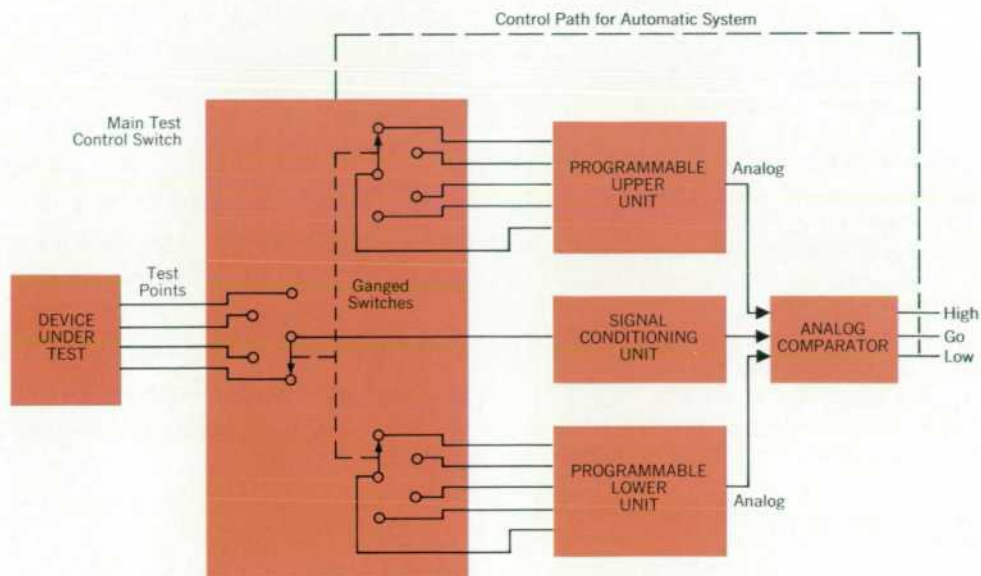 Control Path for Automatic System
Main Test
Control Switch
PROGRAMMABLE
UPPER
UNIT
Analog
Test
Points
Ganged
Switches
DEVICE
UNDER
TEST
SIGNAL
CONDITIONING
UNIT
ANALOG
COMPARATOR
High
Go
Low
PROGRAMMABLE
LOWER
UNIT
Analog